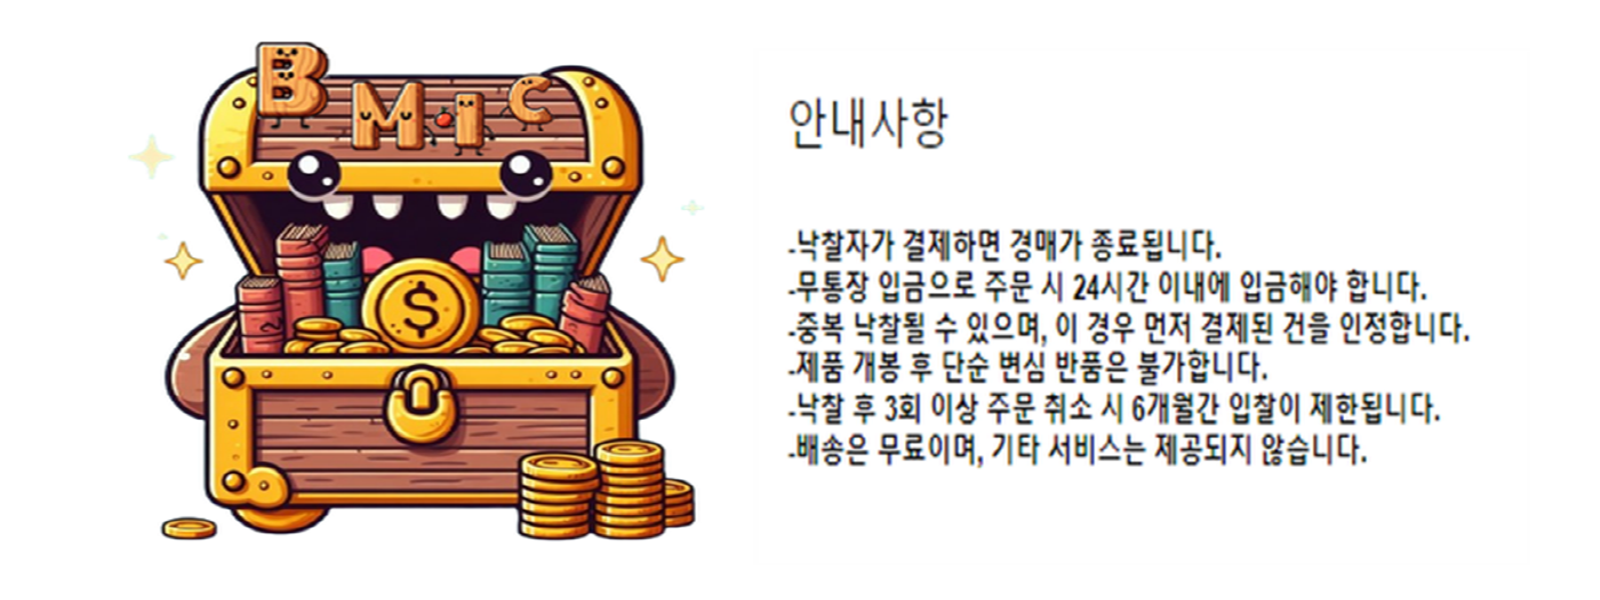 B M I C
$
안내사항
-낙찰자가 결제하면 경매가 종료됩니다.
-무통장 입금으로 주문 시 24시간 이내에 입금해야 합니다.
-중복 낙찰될 수 있으며, 이 경우 먼저 결제된 건을 인정합니다.
-제품 개봉 후 단순 변심 반품은 불가합니다.
-낙찰 후 3회 이상 주문 취소 시 6개월간 입찰이 제한됩니다.
-배송은 무료이며, 기타 서비스는 제공되지 않습니다.